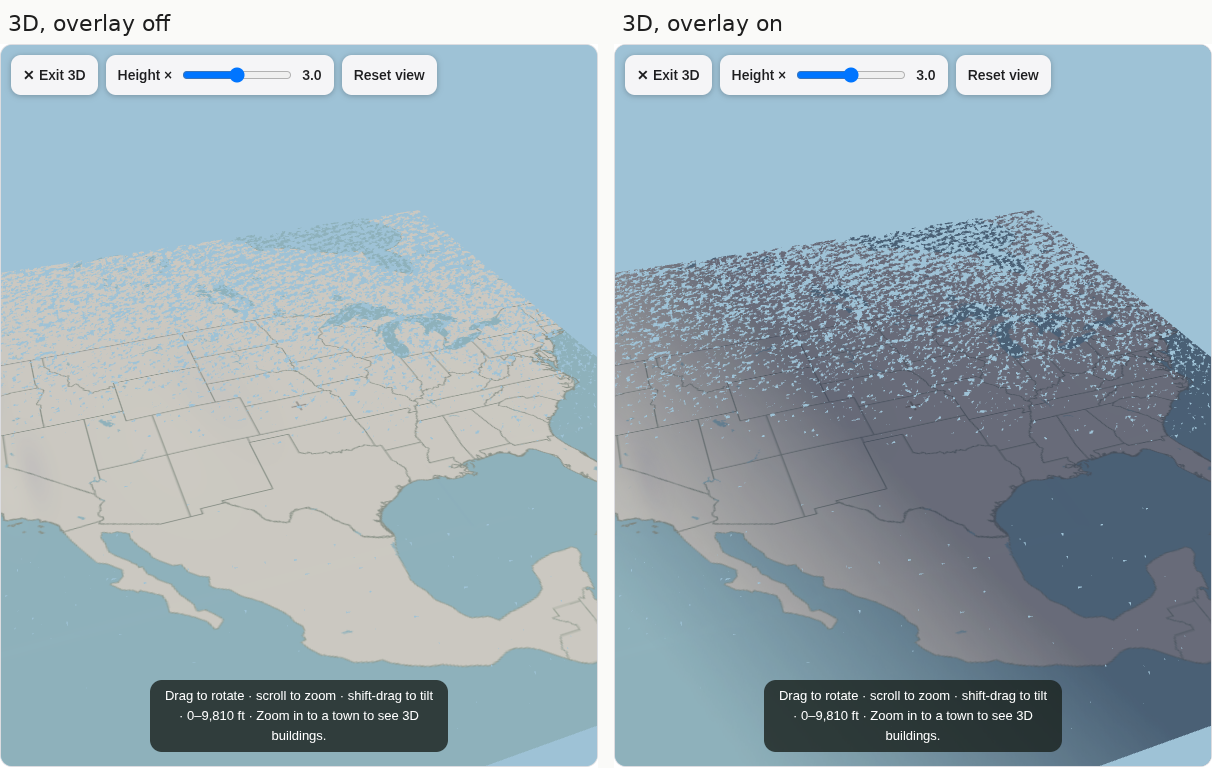 3D, overlay off
✕ Exit 3D
Height ×
3.0
Reset view
Drag to rotate · scroll to zoom · shift-drag to tilt
· 0–9,810 ft · Zoom in to a town to see 3D
buildings.
3D, overlay on
✕ Exit 3D
Height ×
3.0
Reset view
Drag to rotate · scroll to zoom · shift-drag to tilt
· 0–9,810 ft · Zoom in to a town to see 3D
buildings.